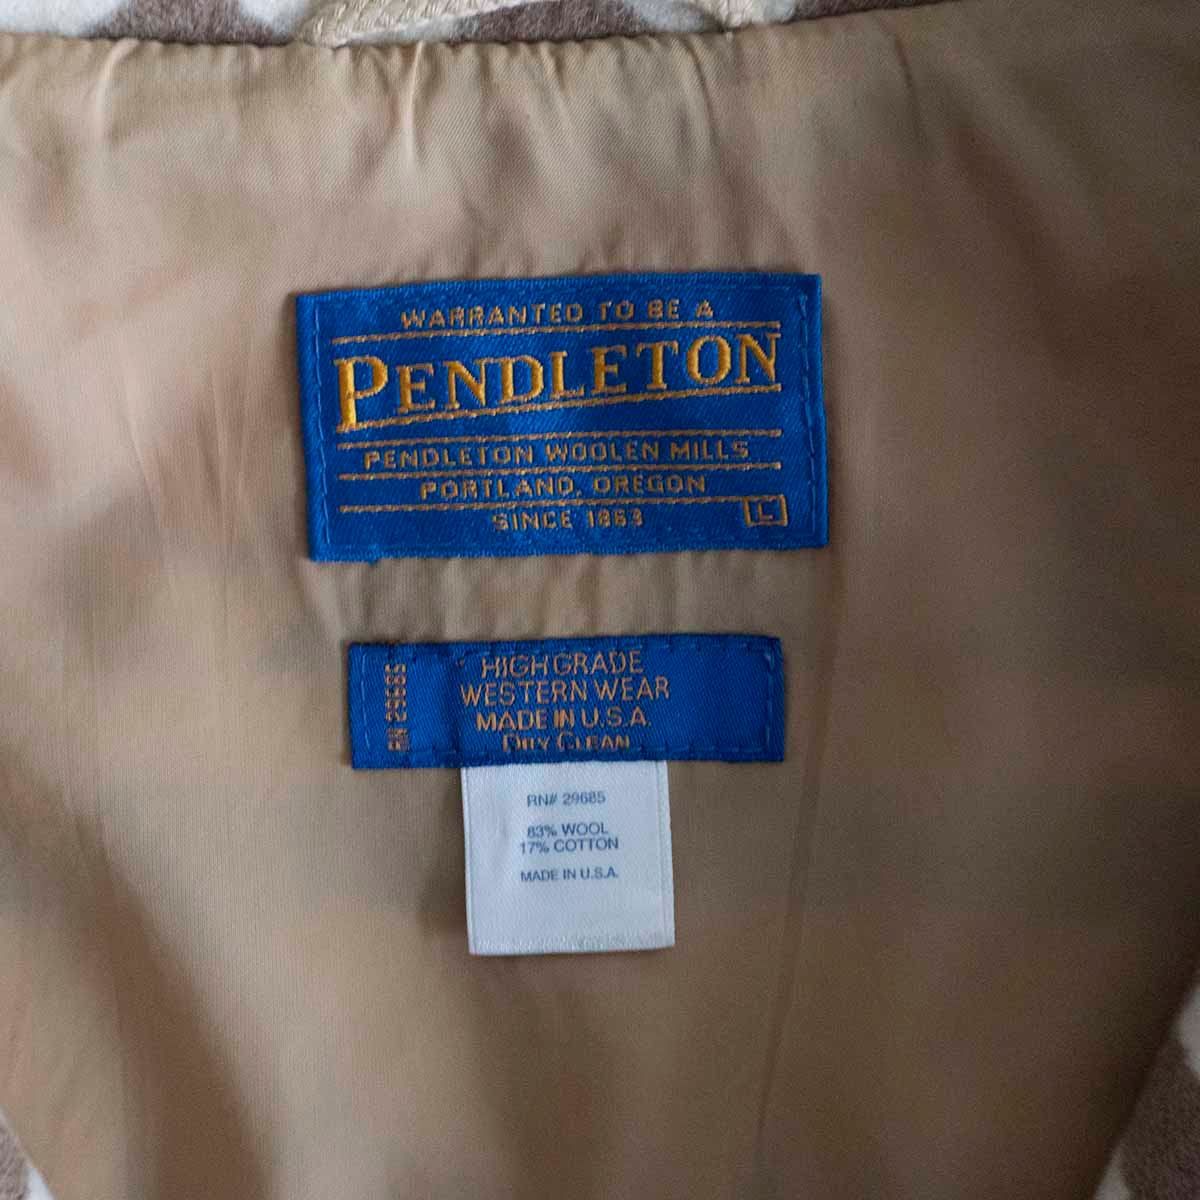 WARRANTED TO BE A
PENDLETON
PENDLETON WOOLEN MILLS
PORTLAND, OREGON
SINCE 1863
L
RN 29685
HIGH GRADE
WESTERN WEAR
MADE IN U.S.A.
DRY CLEAN
RN# 29685
83% WOOL
17% COTTON
MADE IN U.S.A.